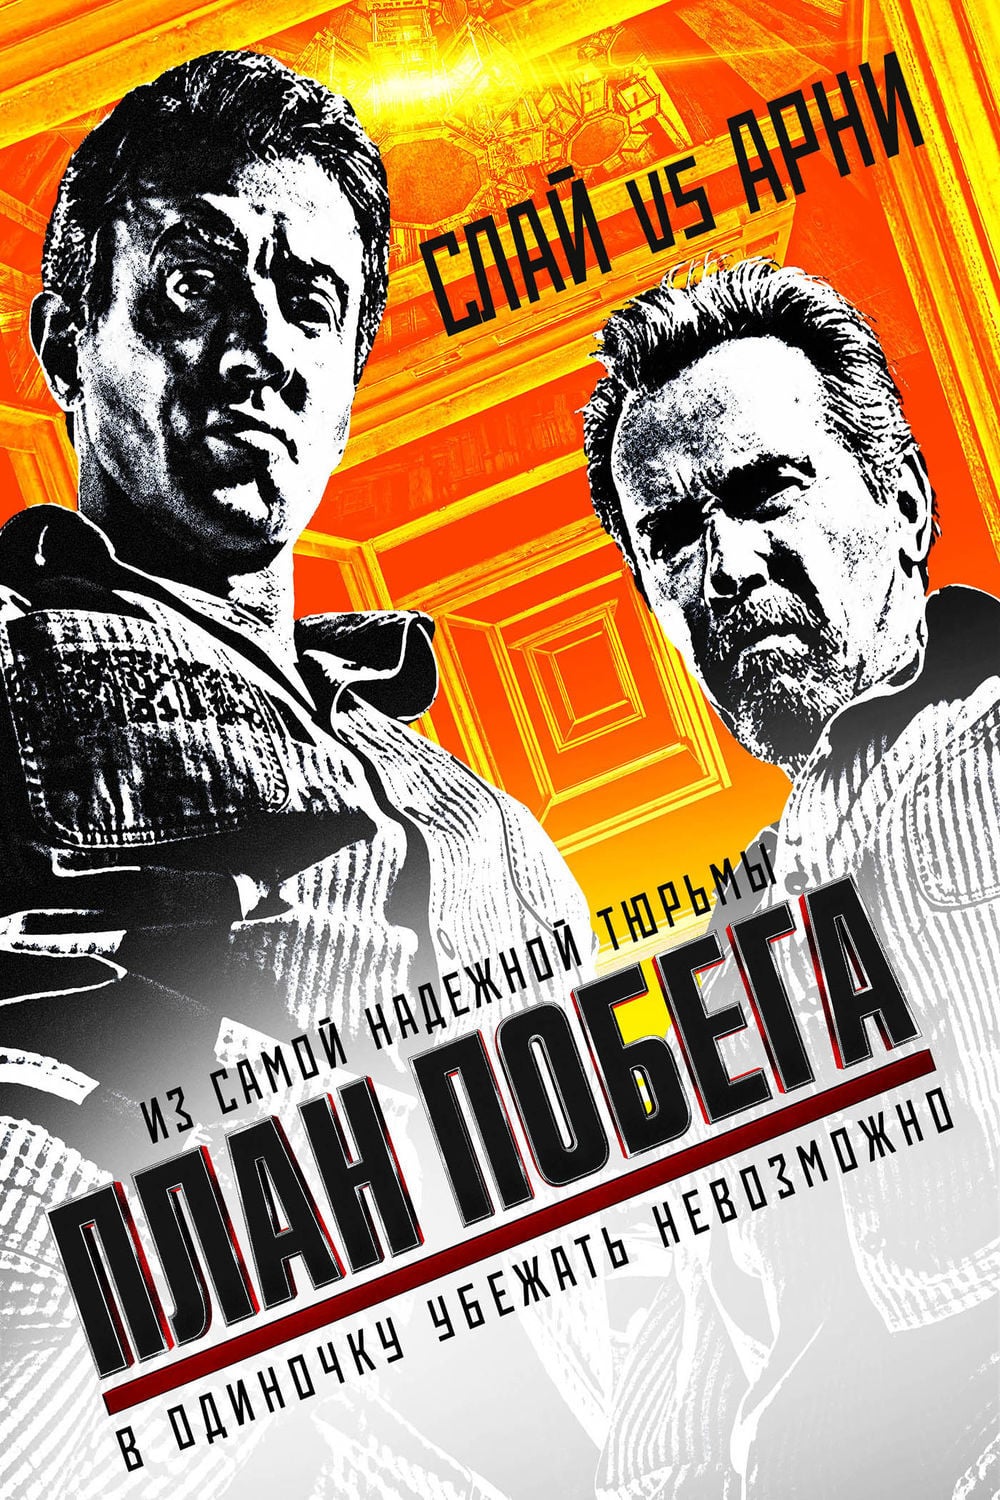 СЛАЙ VS АРНИ
ИЗ САМОЙ НАДЕЖНОЙ ТЮРЬМЫ
ПЛАН ПОБЕГА
В ОДИНОЧКУ УБЕЖАТЬ НЕВОЗМОЖНО